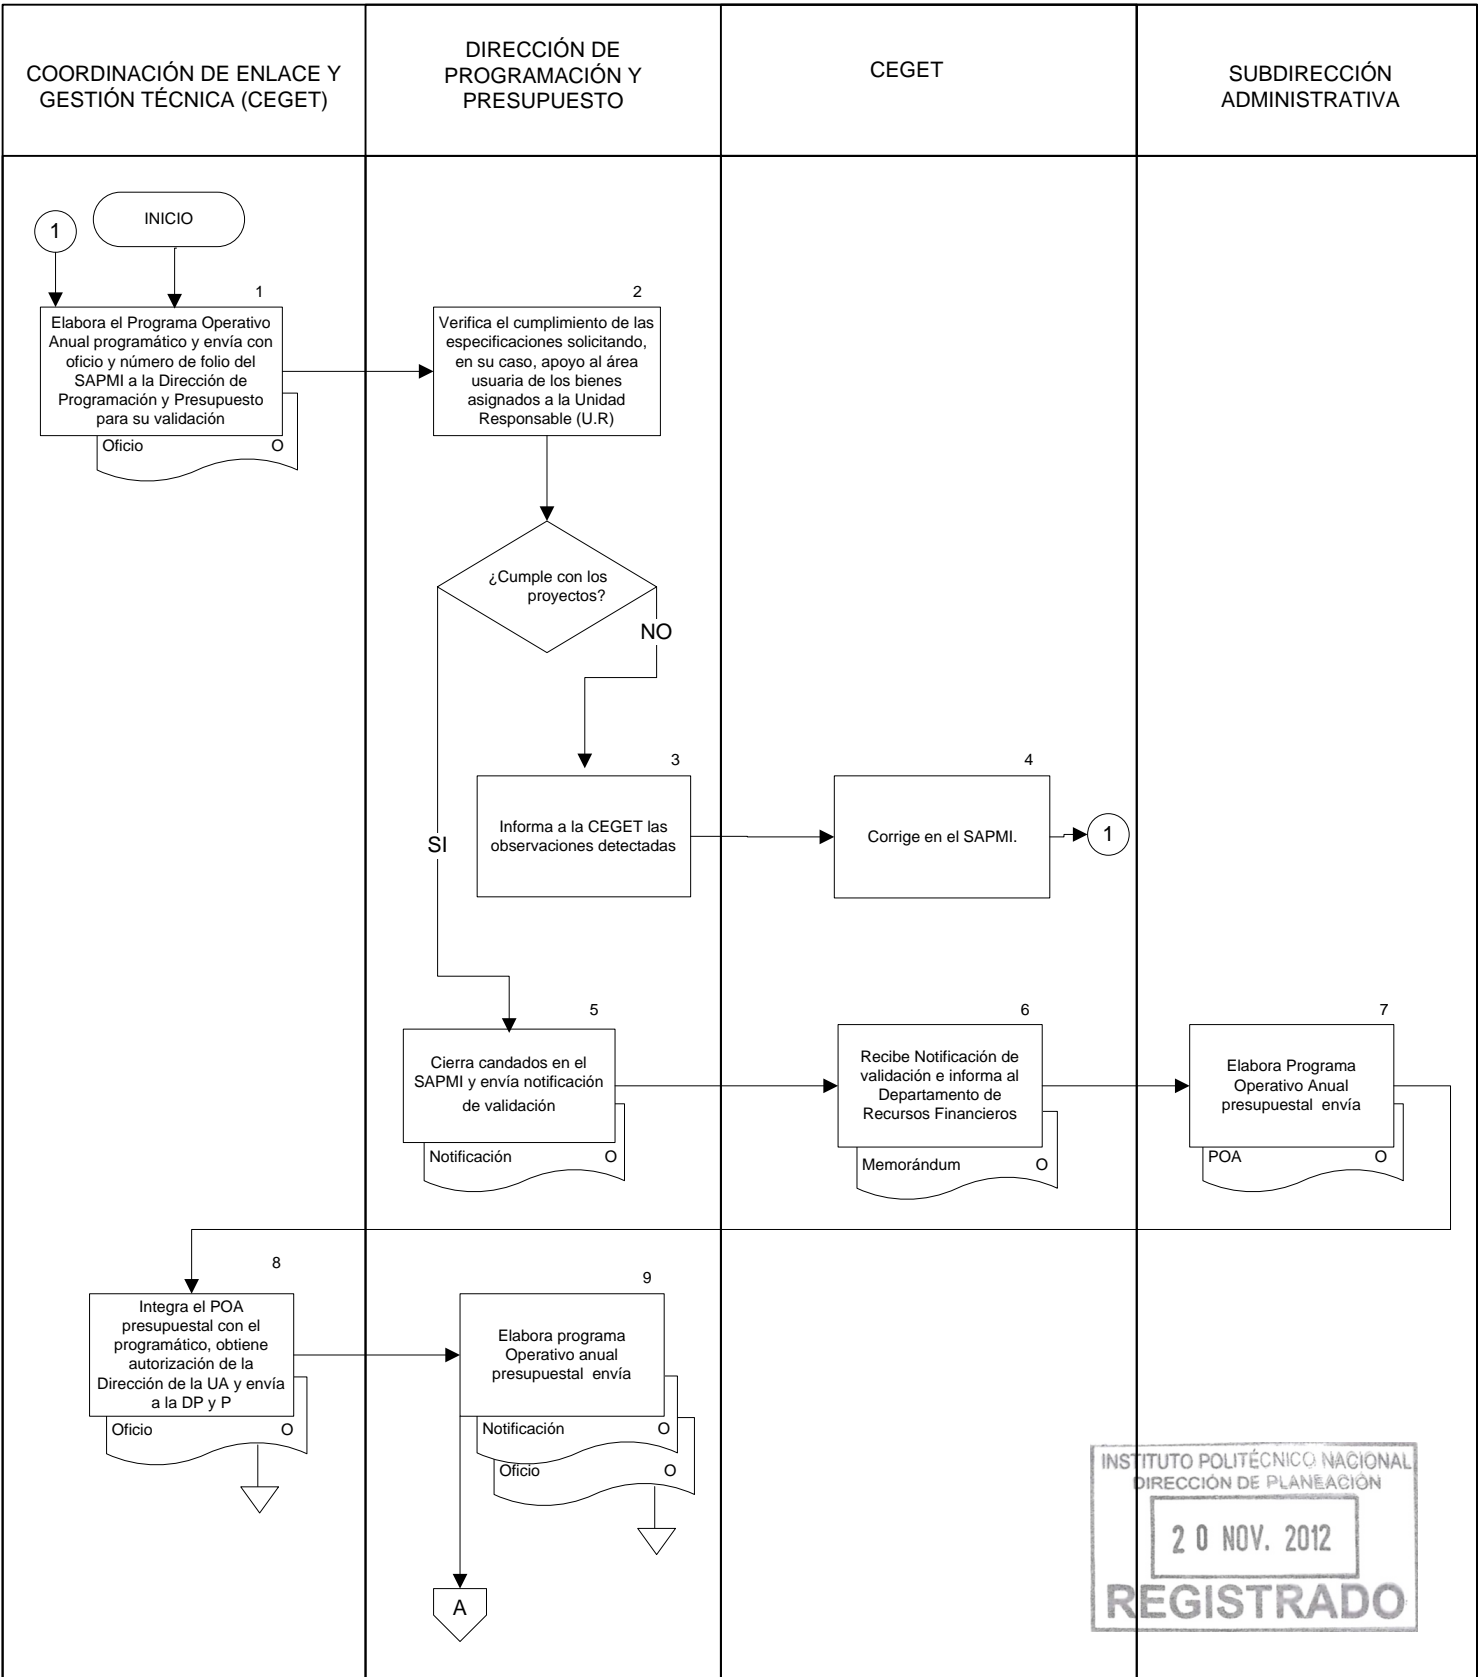 COORDINACIÓN DE ENLACE Y
GESTIÓN TÉCNICA (CEGET)
DIRECCIÓN DE
PROGRAMACIÓN Y
PRESUPUESTO
CEGET
SUBDIRECCIÓN
ADMINISTRATIVA
1
INICIO
1
Elabora el Programa Operativo
Anual programático y envía con
oficio y número de folio del
SAPMI a la Dirección de
Programación y Presupuesto
para su validación
Oficio O
2
Verifica el cumplimiento de las
especificaciones solicitando,
en su caso, apoyo al área
usuaria de los bienes
asignados a la Unidad
Responsable (U.R)
¿Cumple con los
proyectos?
NO
SI
3
Informa a la CEGET las
observaciones detectadas
4
Corrige en el SAPMI.
1
5
Cierra candados en el
SAPMI y envía notificación
de validación
Notificación O
6
Recibe Notificación de
validación e informa al
Departamento de
Recursos Financieros
Memorándum O
7
Elabora Programa
Operativo Anual
presupuestal envía
POA O
8
Integra el POA
presupuestal con el
programático, obtiene
autorización de la
Dirección de la UA y envía
a la DP y P
Oficio O
9
Elabora programa
Operativo anual
presupuestal envía
Notificación O
Oficio O
A
INSTITUTO POLITÉCNICO NACIONAL
DIRECCIÓN DE PLANEACIÓN
20 NOV. 2012
REGISTRADO